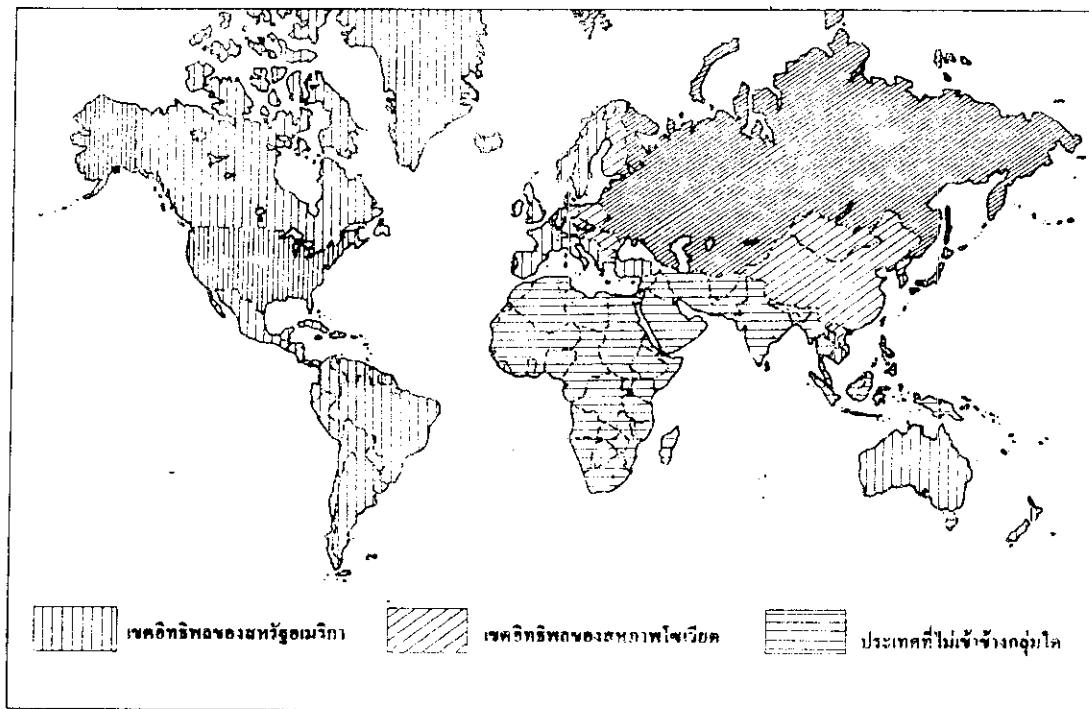 เขตอิทธิพลของสหรัฐอเมริกา
เขตอิทธิพลของสหภาพโซเวียต
ประเทศที่ไม่เข้าข้างกลุ่มใด